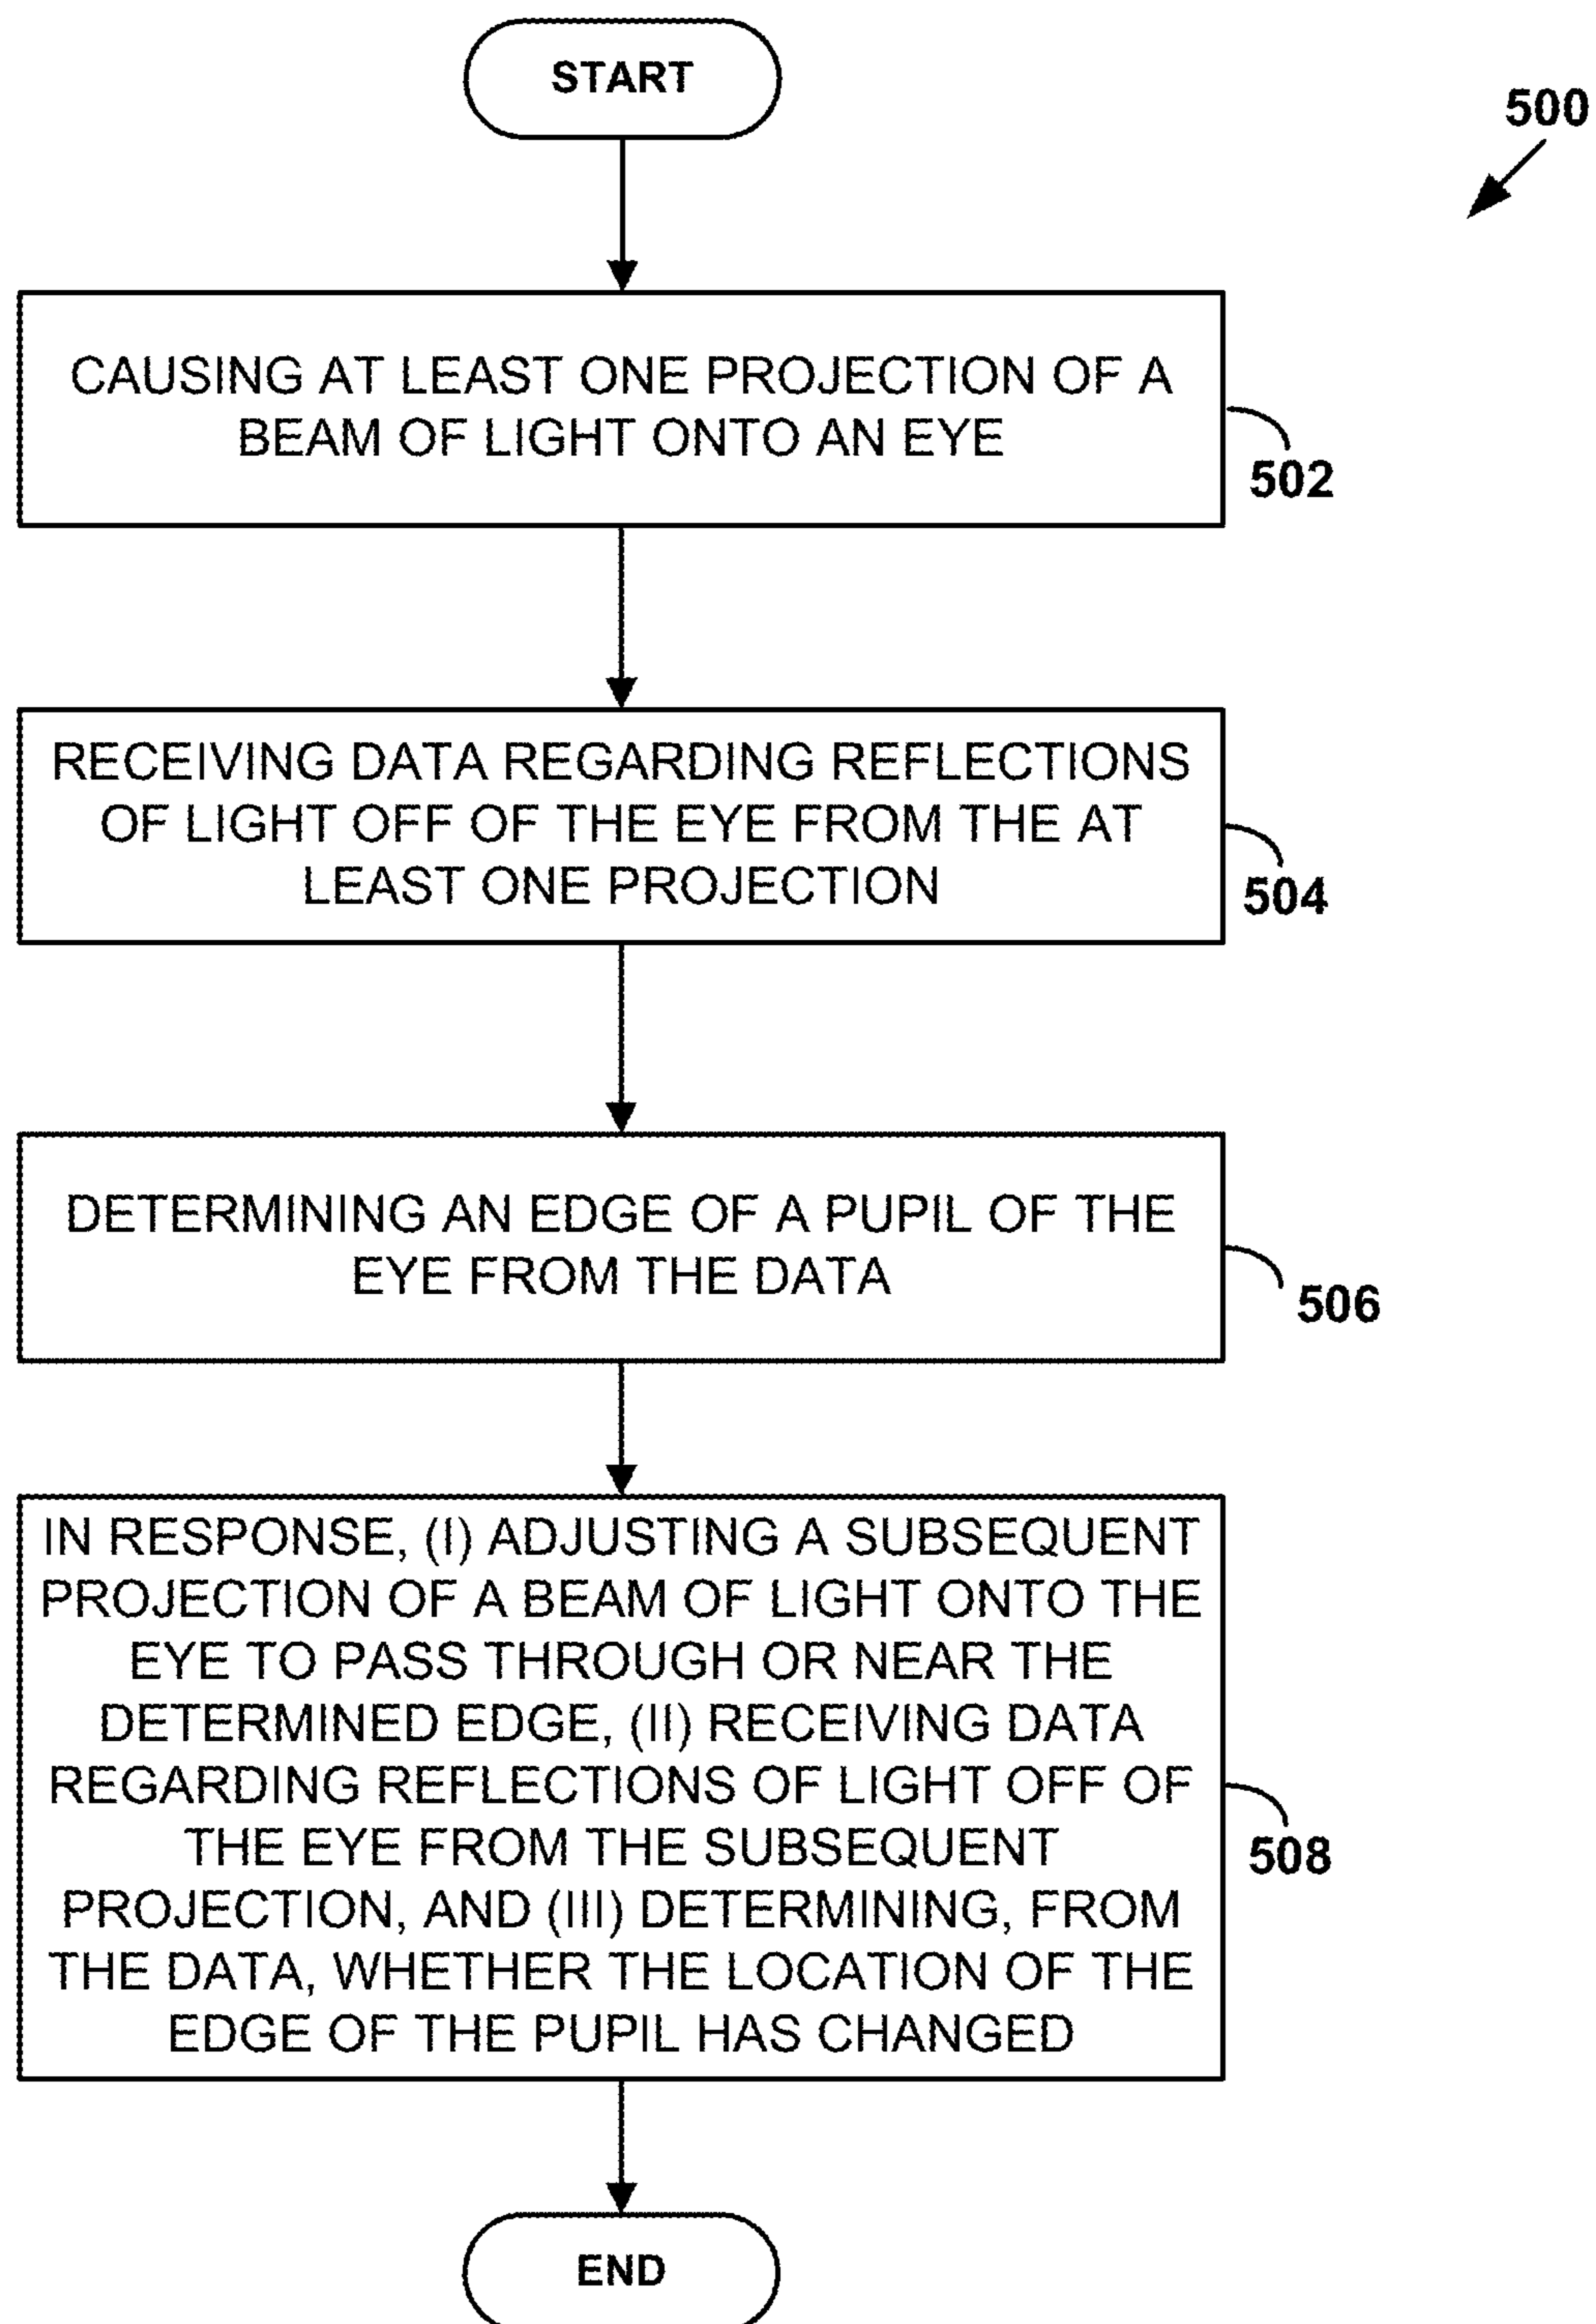 START
500
CAUSING AT LEAST ONE PROJECTION OF A
BEAM OF LIGHT ONTO AN EYE
502
RECEIVING DATA REGARDING REFLECTIONS
OF LIGHT OFF OF THE EYE FROM THE AT
LEAST ONE PROJECTION
504
DETERMINING AN EDGE OF A PUPIL OF THE
EYE FROM THE DATA
506
IN RESPONSE, (I) ADJUSTING A SUBSEQUENT
PROJECTION OF A BEAM OF LIGHT ONTO THE
EYE TO PASS THROUGH OR NEAR THE
DETERMINED EDGE, (II) RECEIVING DATA
REGARDING REFLECTIONS OF LIGHT OFF OF
THE EYE FROM THE SUBSEQUENT
PROJECTION, AND (III) DETERMINING, FROM
THE DATA, WHETHER THE LOCATION OF THE
EDGE OF THE PUPIL HAS CHANGED
508
END